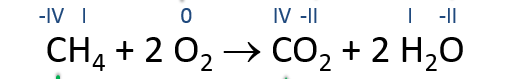 -IV I 0 IV -II I -II
CH₄ + 2 O₂ → CO₂ + 2 H₂O